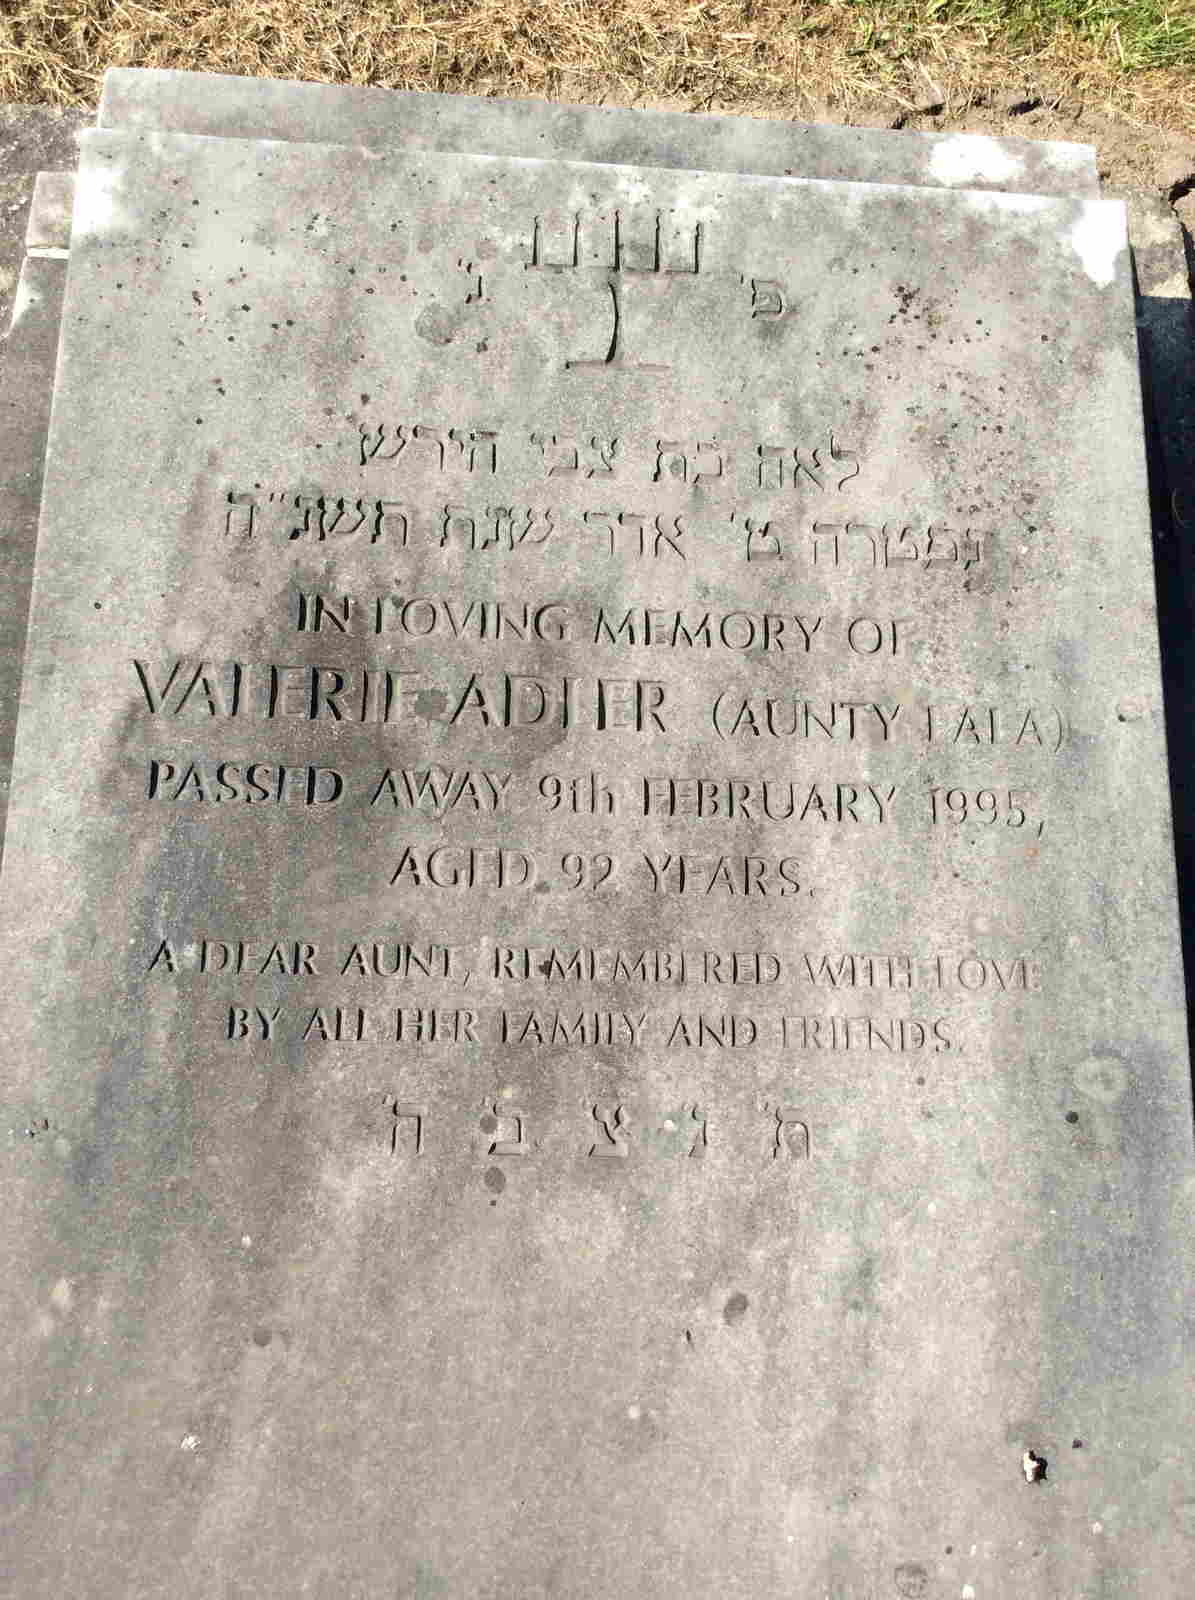 פ' נ'
לאה בת צבי הירש
נפטרה ט' אדר שנת תשנ"ה
IN LOVING MEMORY OF
VALERIE ADLER (AUNTY LALA)
PASSED AWAY 9th FEBRUARY 1995,
AGED 92 YEARS.
A DEAR AUNT, REMEMBERED WITH LOVE
BY ALL HER FAMILY AND FRIENDS.
ת' נ' צ' ב' ה'